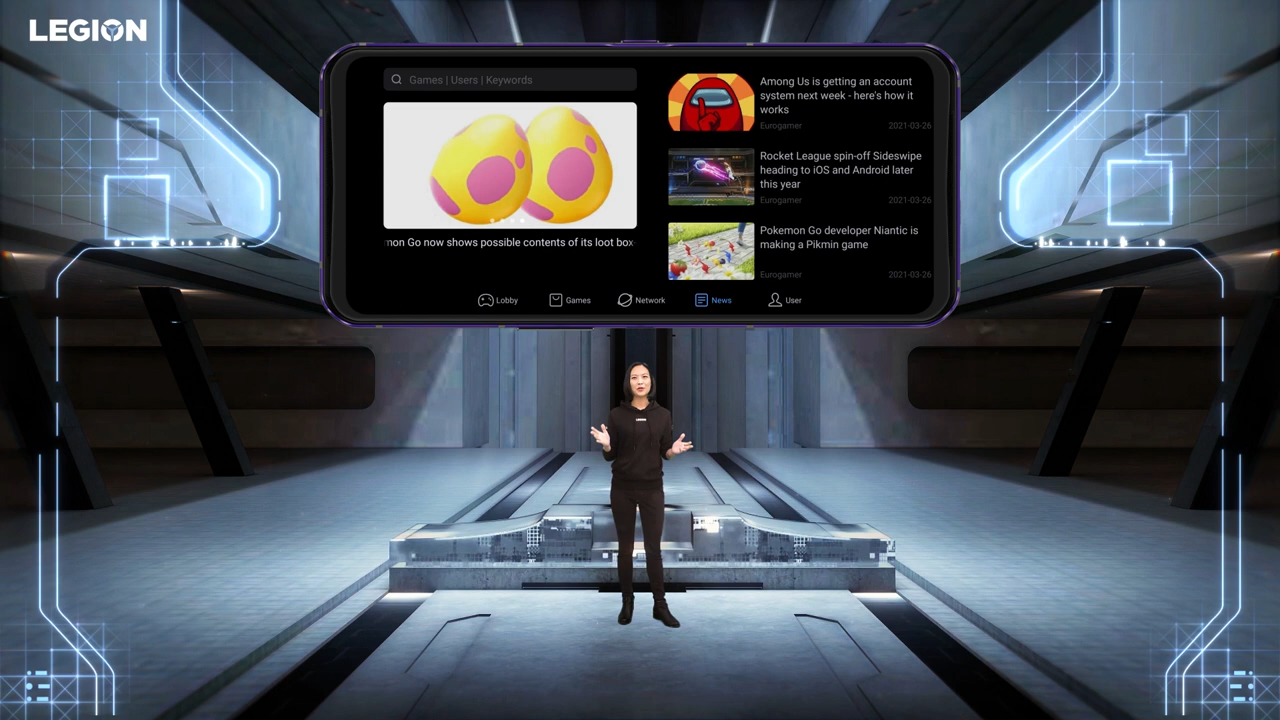 LEGION
Games | Users | Keywords
mon Go now shows possible contents of its loot box
Among Us is getting an account
system next week - here's how it
works
Eurogamer 2021-03-26
Rocket League spin-off Sideswipe
heading to iOS and Android later
this year
Eurogamer 2021-03-26
Pokemon Go developer Niantic is
making a Pikmin game
Eurogamer 2021-03-26
Lobby Games Network News User